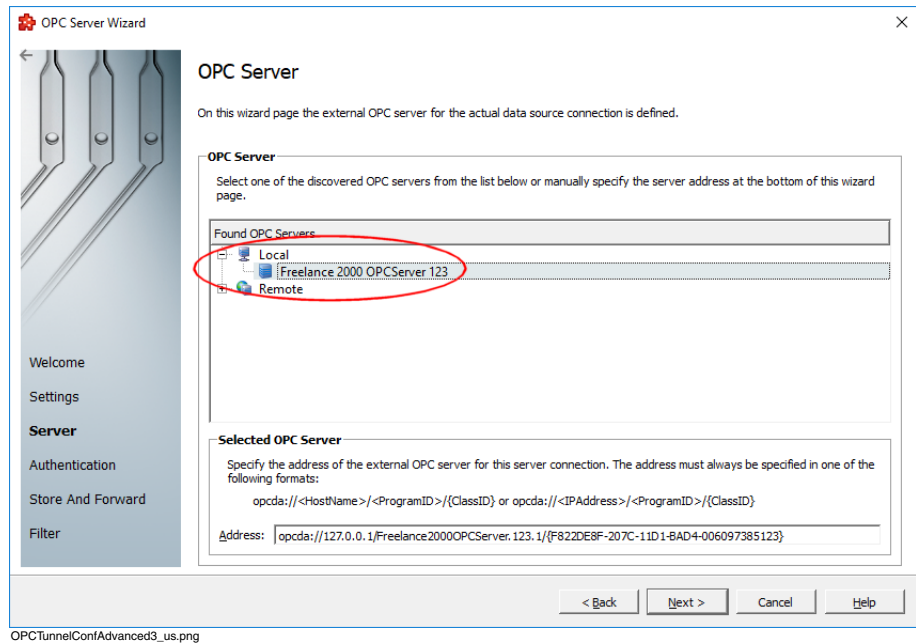 OPC Server Wizard
OPC Server
On this wizard page the external OPC server for the actual data source connection is defined.
OPC Server
Select one of the discovered OPC servers from the list below or manually specify the server address at the bottom of this wizard
page.
Found OPC Servers
Local
Freelance 2000 OPCServer 123
Remote
Welcome
Settings
Server
Authentication
Store And Forward
Filter
Selected OPC Server
Specify the address of the external OPC server for this server connection. The address must always be specified in one of the
following formats:
opcda://<HostName>/<ProgramID>/{ClassID} or opcda://<IPAddress>/<ProgramID>/{ClassID}
Address: opcda://127.0.0.1/Freelance2000OPCServer.123.1/{F822DE8F-207C-11D1-BAD4-006097385123}
< Back Next > Cancel Help
OPCTunnelConfAdvanced3_us.png